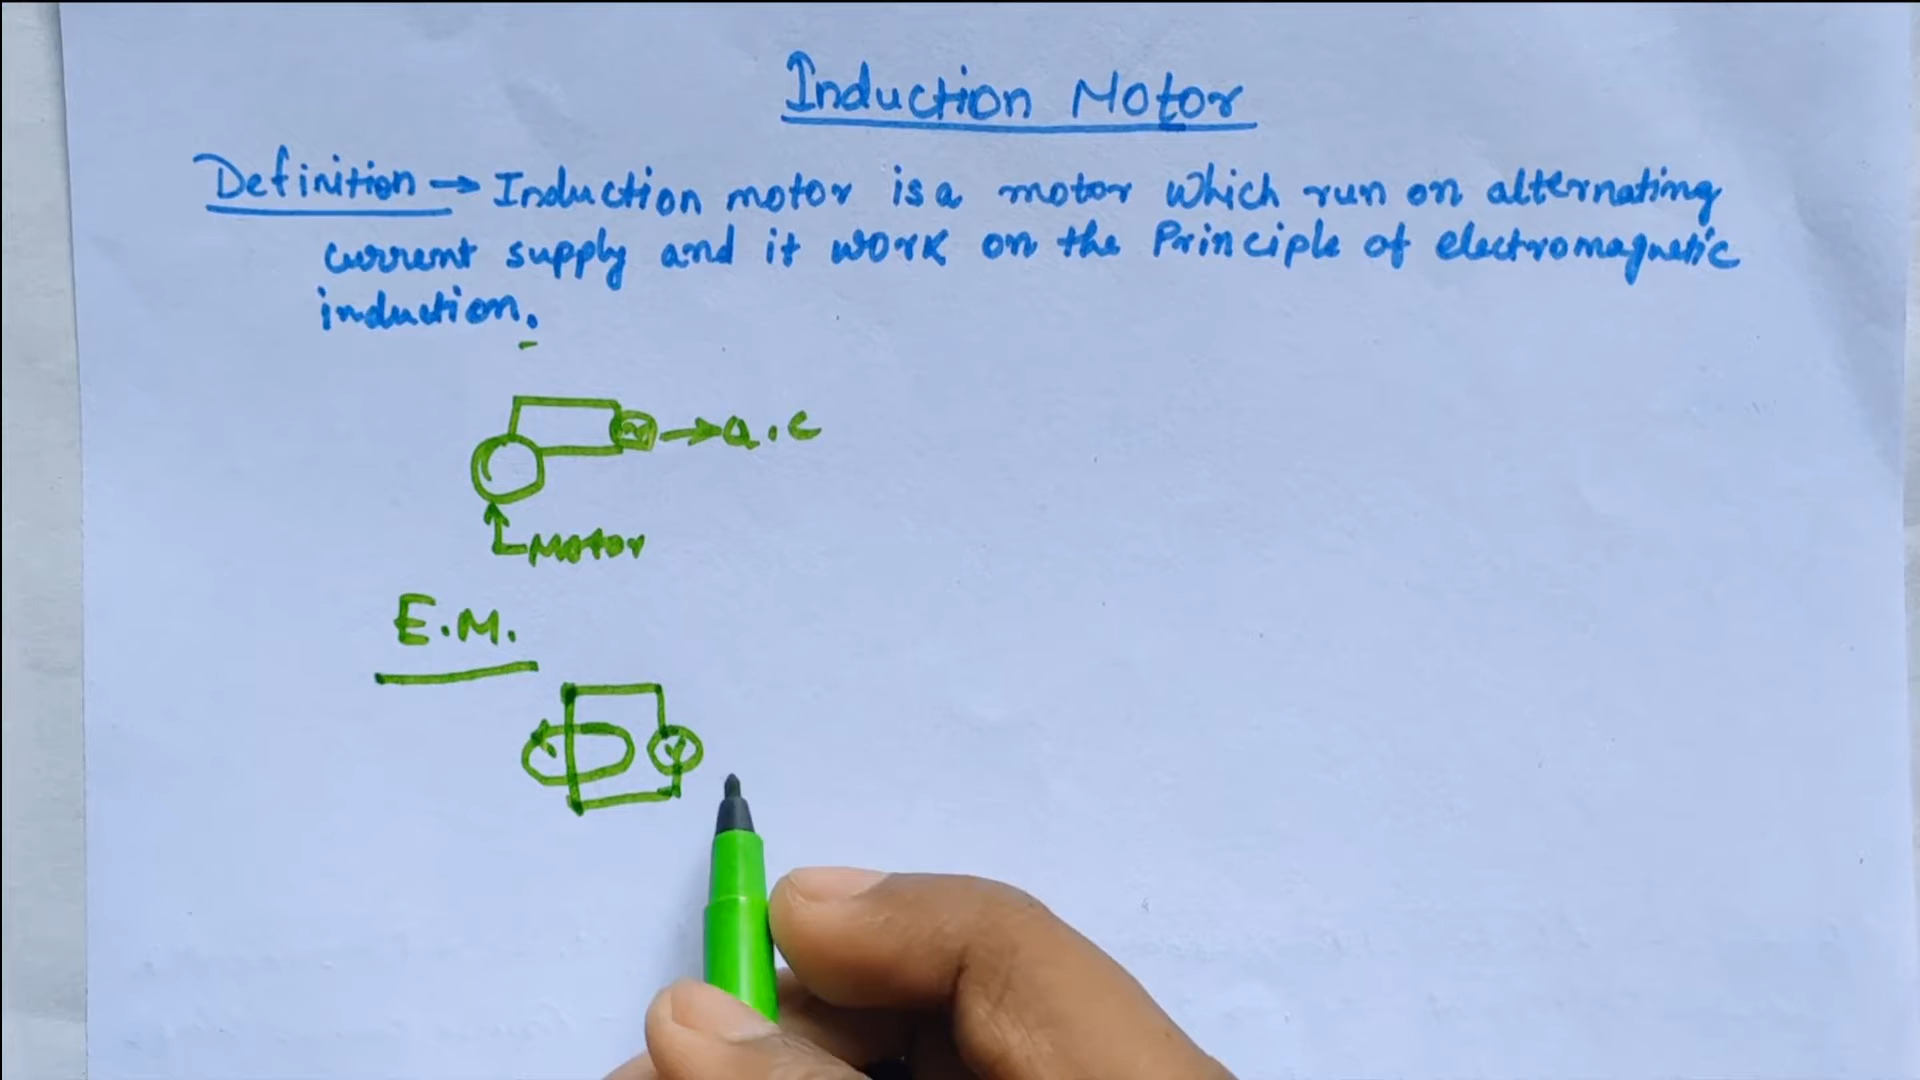 Induction Motor
Definition → Induction motor is a motor which run on alternating
current supply and it work on the Principle of electromagnetic
induction.
→ a.c
Motor
E.M.
V